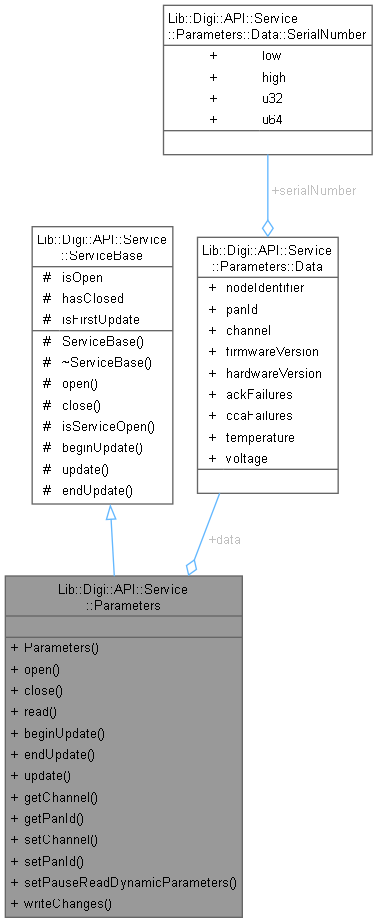 Lib::Digi::API::Service
::Parameters::Data::SerialNumber
+ low
+ high
+ u32
+ u64
+serialNumber
Lib::Digi::API::Service
::ServiceBase
# isOpen
# hasClosed
# isFirstUpdate
# ServiceBase()
# ~ServiceBase()
# open()
# close()
# isServiceOpen()
# beginUpdate()
# update()
# endUpdate()
Lib::Digi::API::Service
::Parameters::Data
+ nodeIdentifier
+ panId
+ channel
+ firmwareVersion
+ hardwareVersion
+ ackFailures
+ ccaFailures
+ temperature
+ voltage
+data
Lib::Digi::API::Service
::Parameters
+ Parameters()
+ open()
+ close()
+ read()
+ beginUpdate()
+ endUpdate()
+ update()
+ getChannel()
+ getPanId()
+ setChannel()
+ setPanId()
+ setPauseReadDynamicParameters()
+ writeChanges()